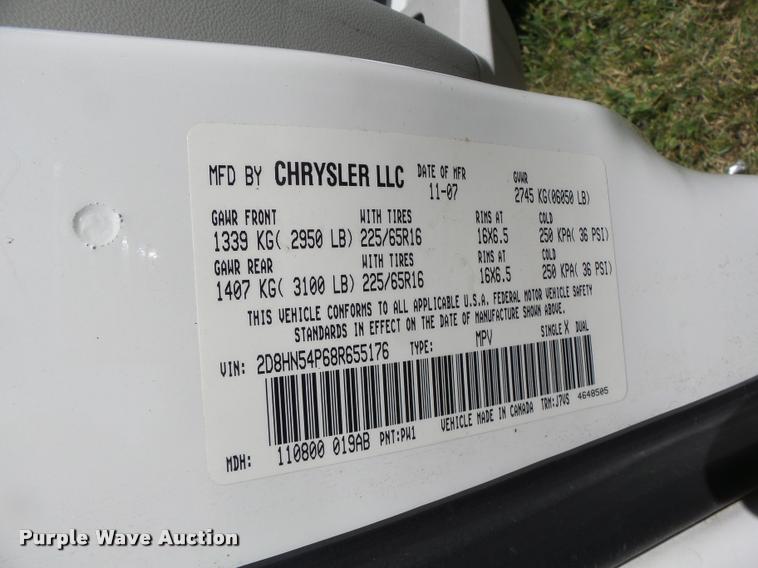 MFD BY CHRYSLER LLC DATE OF MFR 11-07 GVWR 2745 KG(06050 LB)
GAWR FRONT WITH TIRES RIMS AT COLD
1339 KG( 2950 LB) 225/65R16 16X6.5 250 KPA( 36 PSI)
GAWR REAR WITH TIRES RIMS AT COLD
1407 KG( 3100 LB) 225/65R16 16X6.5 250 KPA( 36 PSI)
THIS VEHICLE CONFORMS TO ALL APPLICABLE U.S.A. FEDERAL MOTOR VEHICLE SAFETY
STANDARDS IN EFFECT ON THE DATE OF MANUFACTURE SHOWN ABOVE.
VIN: 2D8HN54P68R655176 TYPE: MPV SINGLE X DUAL
MDH: 110800 019AB PNT:PW1 VEHICLE MADE IN CANADA TRM:J7VS 4648505
Purple Wave Auction